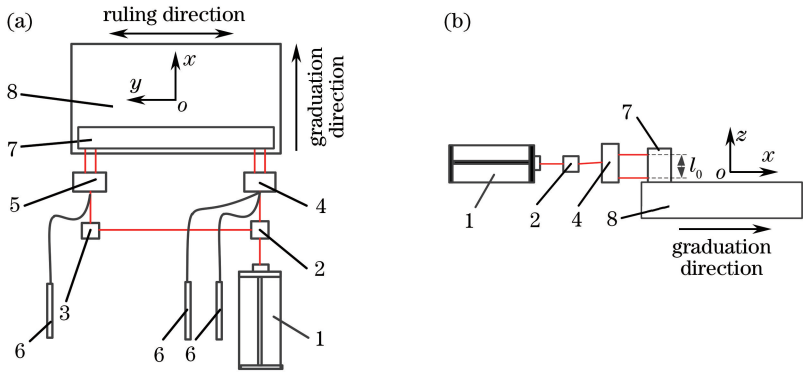 (a)
ruling direction
x
y
o
graduation
direction
8
7
5
4
3
2
1
6
6
6
(b)
7
z
x
o
l0
1
2
4
8
graduation
direction